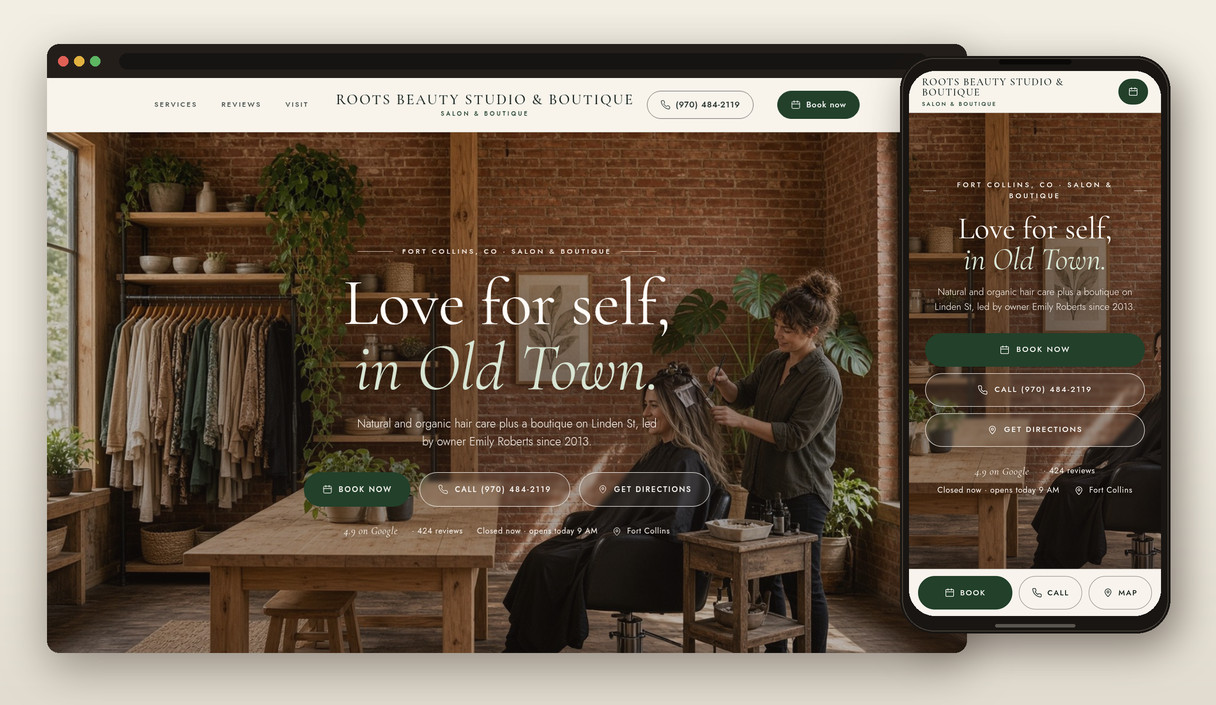 SERVICES REVIEWS VISIT
ROOTS BEAUTY STUDIO & BOUTIQUE
SALON & BOUTIQUE
(970) 484-2119
Book now
FORT COLLINS, CO · SALON & BOUTIQUE
Love for self,
in Old Town.
Natural and organic hair care plus a boutique on Linden St, led
by owner Emily Roberts since 2013.
BOOK NOW
CALL (970) 484-2119
GET DIRECTIONS
4.9 on Google · 424 reviews Closed now · opens today 9 AM Fort Collins
ROOTS BEAUTY STUDIO &
BOUTIQUE
SALON & BOUTIQUE
FORT COLLINS, CO · SALON &
BOUTIQUE
Love for self,
in Old Town.
Natural and organic hair care plus a boutique on
Linden St, led by owner Emily Roberts since 2013.
BOOK NOW
CALL (970) 484-2119
GET DIRECTIONS
4.9 on Google · 424 reviews
Closed now · opens today 9 AM Fort Collins
BOOK
CALL
MAP